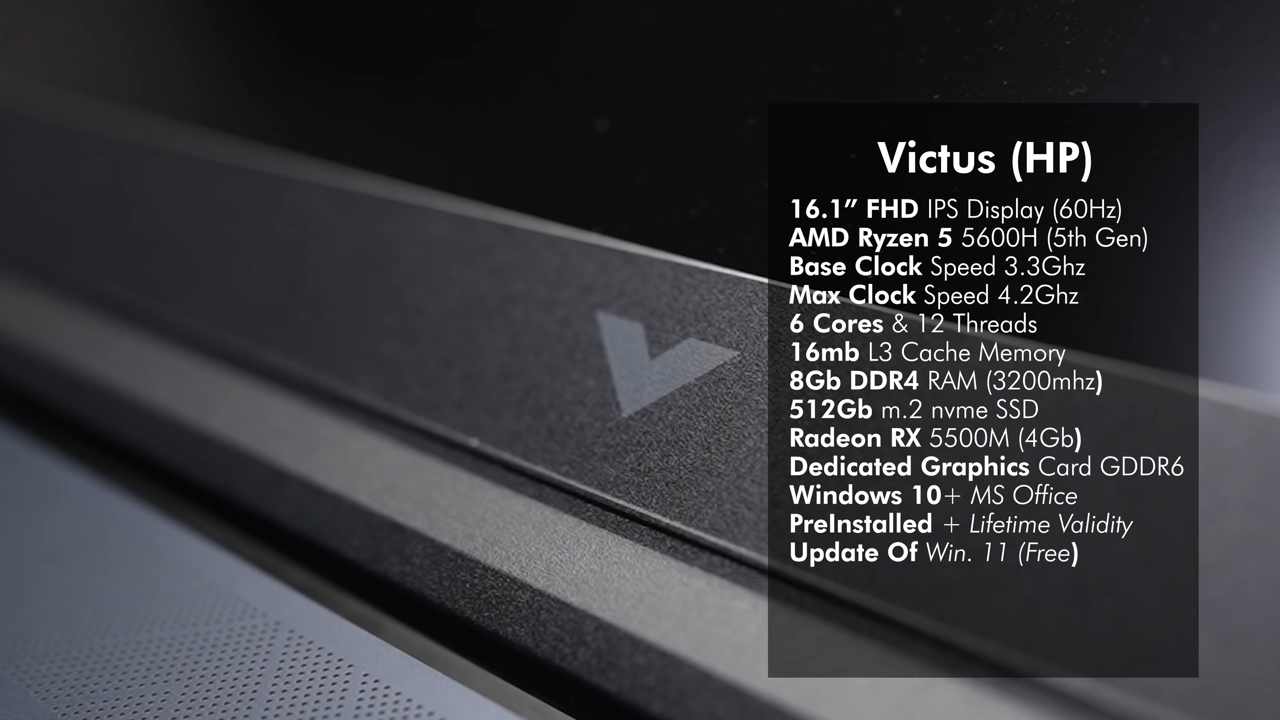 Victus (HP)
16.1” FHD IPS Display (60Hz)
AMD Ryzen 5 5600H (5th Gen)
Base Clock Speed 3.3Ghz
Max Clock Speed 4.2Ghz
6 Cores & 12 Threads
16mb L3 Cache Memory
8Gb DDR4 RAM (3200mhz)
512Gb m.2 nvme SSD
Radeon RX 5500M (4Gb)
Dedicated Graphics Card GDDR6
Windows 10+ MS Office
PreInstalled + Lifetime Validity
Update Of Win. 11 (Free)